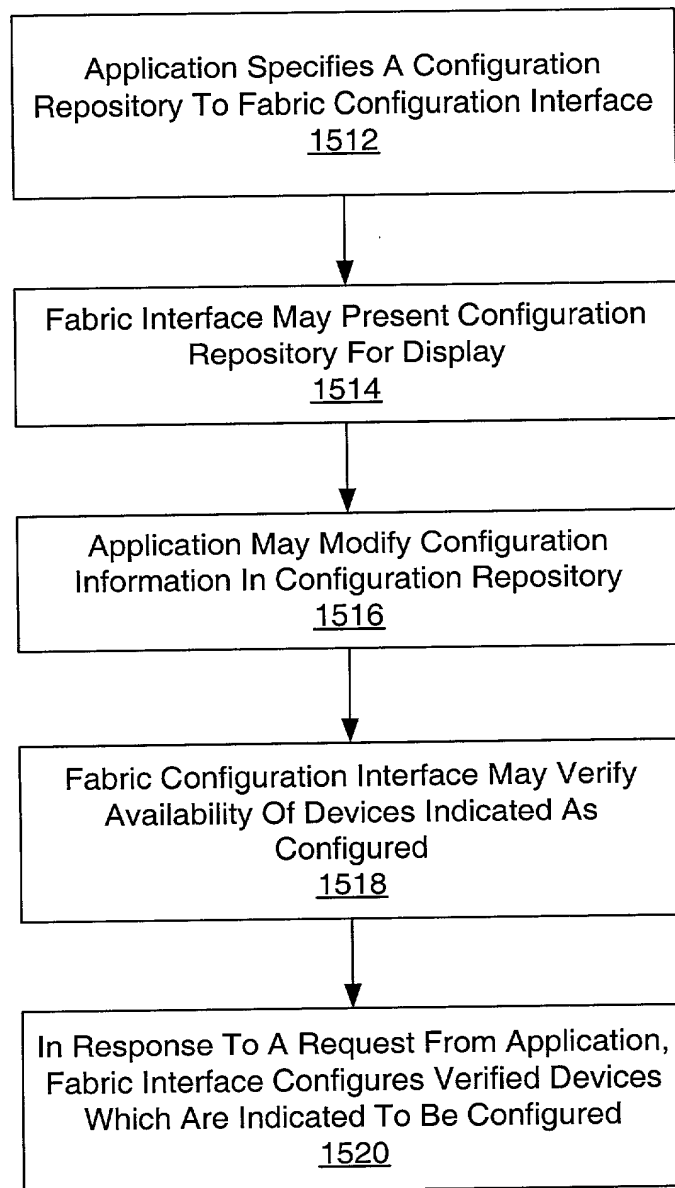 Application Specifies A Configuration
Repository To Fabric Configuration Interface
1512
Fabric Interface May Present Configuration
Repository For Display
1514
Application May Modify Configuration
Information In Configuration Repository
1516
Fabric Configuration Interface May Verify
Availability Of Devices Indicated As
Configured
1518
In Response To A Request From Application,
Fabric Interface Configures Verified Devices
Which Are Indicated To Be Configured
1520